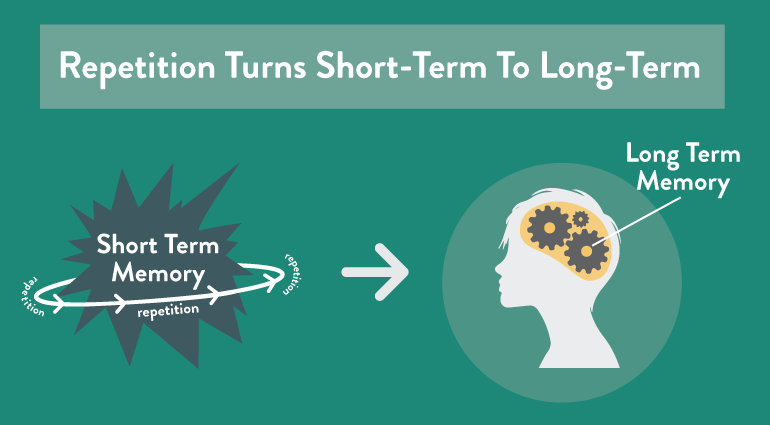 Repetition Turns Short-Term To Long-Term
Long Term
Memory
Short Term
Memory
repetition
repetition
repetition